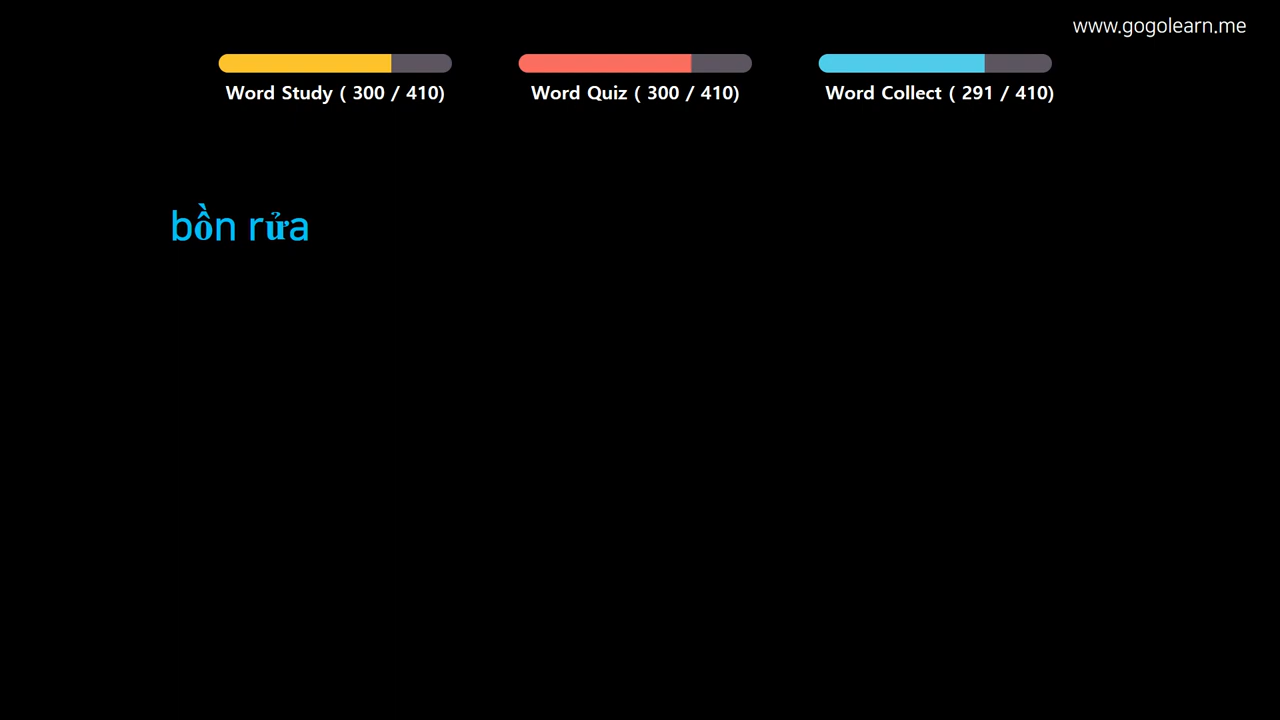 www.gogolearn.me
Word Study ( 300 / 410)
Word Quiz ( 300 / 410)
Word Collect ( 291 / 410)
bồn rửa